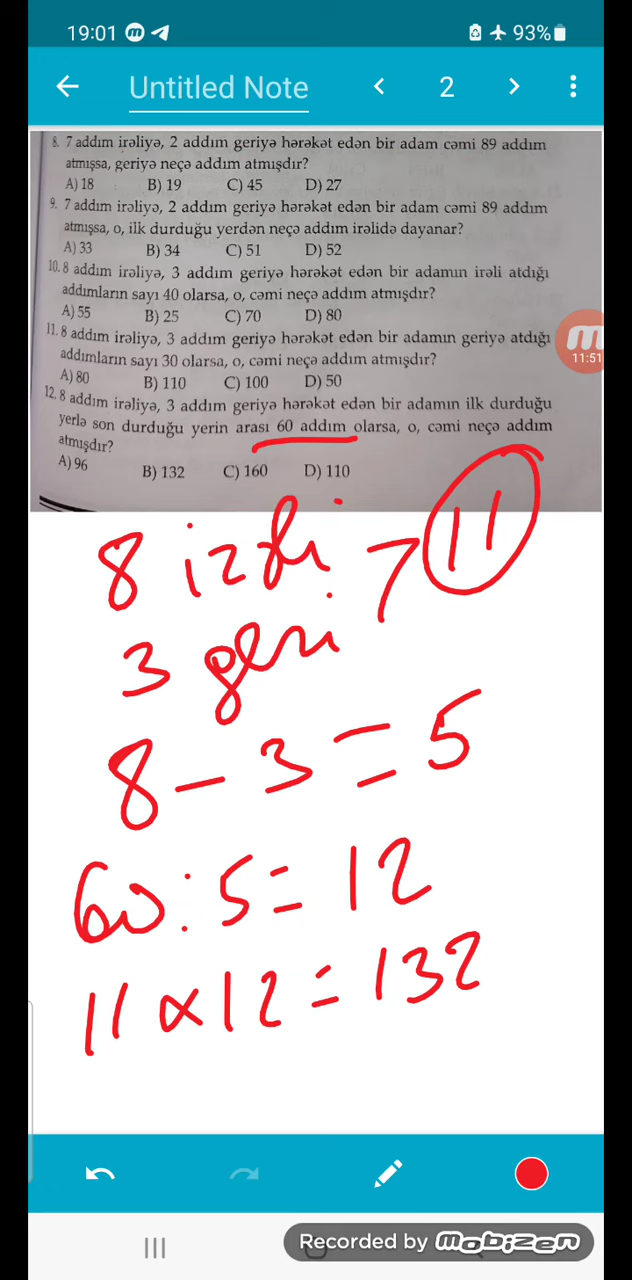 19:01 93%
Untitled Note 2
8. 7 addım irəliyə, 2 addım geriyə hərəkət edən bir adam cəmi 89 addım
atmışsa, geriyə neçə addım atmışdır?
A) 18 B) 19 C) 45 D) 27
9. 7 addım irəliyə, 2 addım geriyə hərəkət edən bir adam cəmi 89 addım
atmışsa, o, ilk durduğu yerdən neçə addım irəlidə dayanar?
A) 33 B) 34 C) 51 D) 52
10. 8 addım irəliyə, 3 addım geriyə hərəkət edən bir adamın irəli atdığı
addımların sayı 40 olarsa, o, cəmi neçə addım atmışdır?
A) 55 B) 25 C) 70 D) 80
11. 8 addım irəliyə, 3 addım geriyə hərəkət edən bir adamın geriyə atdığı
addımların sayı 30 olarsa, o, cəmi neçə addım atmışdır?
A) 80 B) 110 C) 100 D) 50
11:51
12. 8 addım irəliyə, 3 addım geriyə hərəkət edən bir adamın ilk durduğu
yerlə son durduğu yerin arası 60 addım olarsa, o, cəmi neçə addım
atmışdır?
A) 96 B) 132 C) 160 D) 110
8 11
3 geri
8 - 3 = 5
60 : 5 = 12
11 x 12 = 132
Recorded by mobizen